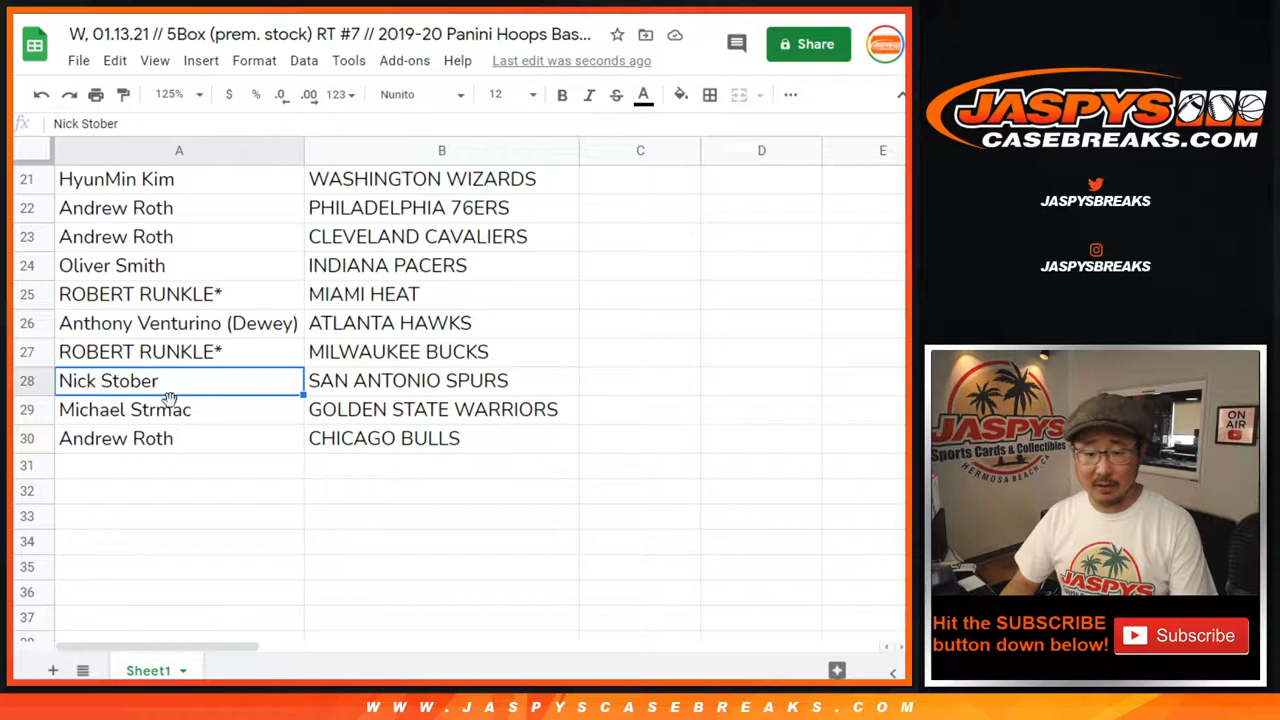 W, 01.13.21 // 5Box (prem. stock) RT #7 // 2019-20 Panini Hoops Bas...
File Edit View Insert Format Data Tools Add-ons Help Last edit was seconds ago
Share
125% $ % .0 .00 123 Nunito 12 B I S A
fx Nick Stober
A B C D E
21 HyunMin Kim WASHINGTON WIZARDS
22 Andrew Roth PHILADELPHIA 76ERS
23 Andrew Roth CLEVELAND CAVALIERS
24 Oliver Smith INDIANA PACERS
25 ROBERT RUNKLE* MIAMI HEAT
26 Anthony Venturino (Dewey) ATLANTA HAWKS
27 ROBERT RUNKLE* MILWAUKEE BUCKS
28 Nick Stober SAN ANTONIO SPURS
29 Michael Strmac GOLDEN STATE WARRIORS
30 Andrew Roth CHICAGO BULLS
31
32
33
34
35
36
37
Sheet1
JASPYS
CASEBREAKS.COM
JASPYSBREAKS
JASPYSBREAKS
JASPYS
Sports Cards & Collectibles
HERMOSA BEACH, CA
ON AIR
JASPYS
Hit the SUBSCRIBE
button down below!
Subscribe
WWW.JASPYSCASEBREAKS.COM